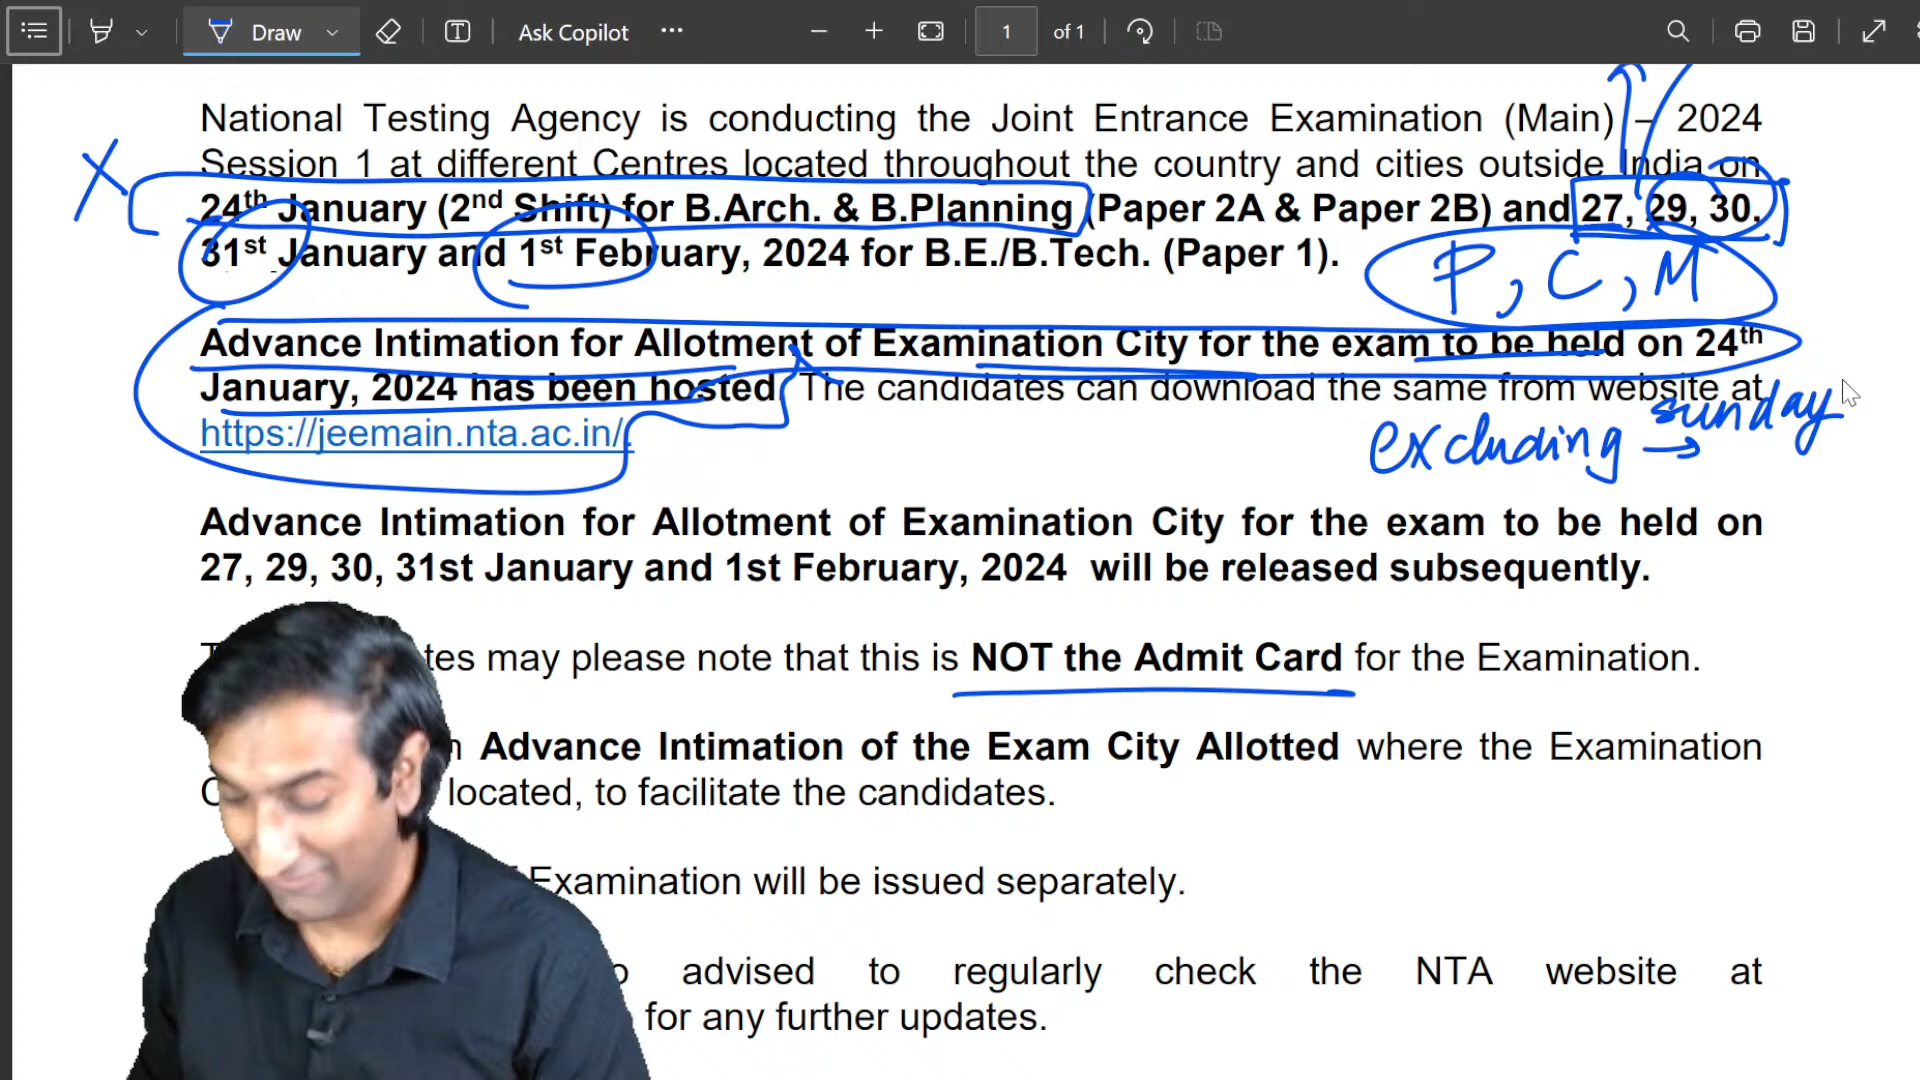 Draw
Ask Copilot
1 of 1
National Testing Agency is conducting the Joint Entrance Examination (Main) – 2024
Session 1 at different Centres located throughout the country and cities outside India on
24th January (2nd Shift) for B.Arch. & B.Planning (Paper 2A & Paper 2B) and 27, 29, 30,
31st January and 1st February, 2024 for B.E./B.Tech. (Paper 1).
P, C, M
Advance Intimation for Allotment of Examination City for the exam to be held on 24th
January, 2024 has been hosted. The candidates can download the same from website at
https://jeemain.nta.ac.in/.
excluding → sunday
Advance Intimation for Allotment of Examination City for the exam to be held on
27, 29, 30, 31st January and 1st February, 2024 will be released subsequently.
may please note that this is NOT the Admit Card for the Examination.
Advance Intimation of the Exam City Allotted where the Examination
located, to facilitate the candidates.
Examination will be issued separately.
advised to regularly check the NTA website at
for any further updates.